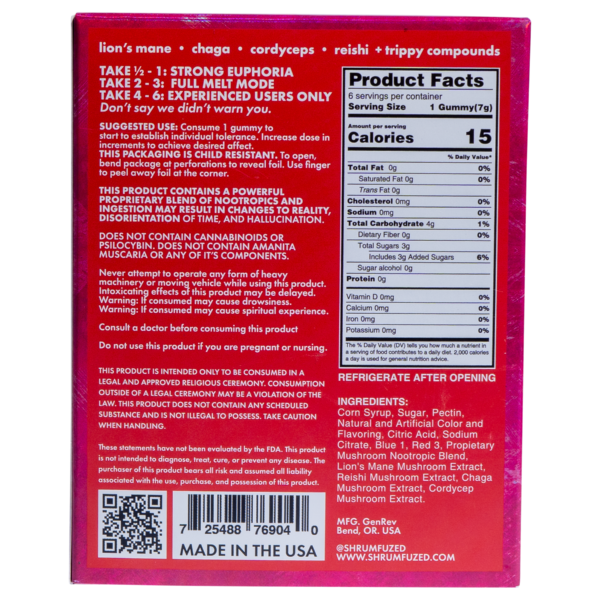 lion's mane • chaga • cordyceps • reishi + trippy compounds
TAKE ½ - 1: STRONG EUPHORIA
TAKE 2 - 3: FULL MELT MODE
TAKE 4 - 6: EXPERIENCED USERS ONLY
Don't say we didn't warn you.
SUGGESTED USE: Consume 1 gummy to
start to establish individual tolerance. Increase dose in
increments to achieve desired affect.
THIS PACKAGING IS CHILD RESISTANT. To open,
bend package at perforations to reveal foil. Use finger
to peel away foil at the corner.
THIS PRODUCT CONTAINS A POWERFUL
PROPRIETARY BLEND OF NOOTROPICS AND
INGESTION MAY RESULT IN CHANGES TO REALITY,
DISORIENTATION OF TIME, AND HALLUCINATION.
DOES NOT CONTAIN CANNABINOIDS OR
PSILOCYBIN. DOES NOT CONTAIN AMANITA
MUSCARIA OR ANY OF IT'S COMPONENTS.
Never attempt to operate any form of heavy
machinery or moving vehicle while using this product.
Intoxicating effects of this product may be delayed.
Warning: If consumed may cause drowsiness.
Warning: If consumed may cause spiritual experience.
Consult a doctor before consuming this product
Do not use this product if you are pregnant or nursing.
THIS PRODUCT IS INTENDED ONLY TO BE CONSUMED IN A
LEGAL AND APPROVED RELIGIOUS CEREMONY. CONSUMPTION
OUTSIDE OF A LEGAL CEREMONY MAY BE A VIOLATION OF THE
LAW. THIS PRODUCT DOES NOT CONTAIN ANY SCHEDULED
SUBSTANCE AND IS NOT ILLEGAL TO POSSESS. TAKE CAUTION
WHEN HANDLING.
These statements have not been evaluated by the FDA. This product
is not intended to diagnose, treat, cure, or prevent any disease. The
purchaser of this product bears all risk and assumed all liability
associated with the use, purchase, and possession of this product.
7 25488 76904 0
MADE IN THE USA
Product Facts
6 servings per container
Serving Size 1 Gummy(7g)
Amount per serving
Calories 15
% Daily Value*
Total Fat 0g 0%
Saturated Fat 0g 0%
Trans Fat 0g
Cholesterol 0mg 0%
Sodium 0mg 0%
Total Carbohydrate 4g 1%
Dietary Fiber 0g 0%
Total Sugars 3g
Includes 3g Added Sugars 6%
Sugar alcohol 0g
Protein 0g
Vitamin D 0mg 0%
Calcium 0mg 0%
Iron 0mg 0%
Potassium 0mg 0%
The % Daily Value (DV) tells you how much a nutrient in
a serving of food contributes to a daily diet. 2,000 calories
a day is used for general nutrition advice.
REFRIGERATE AFTER OPENING
INGREDIENTS:
Corn Syrup, Sugar, Pectin,
Natural and Artificial Color and
Flavoring, Citric Acid, Sodium
Citrate, Blue 1, Red 3, Propietary
Mushroom Nootropic Blend,
Lion's Mane Mushroom Extract,
Reishi Mushroom Extract, Chaga
Mushroom Extract, Cordycep
Mushroom Extract.
MFG. GenRev
Bend, OR. USA
@SHRUMFUZED
WWW.SHRUMFUZED.COM